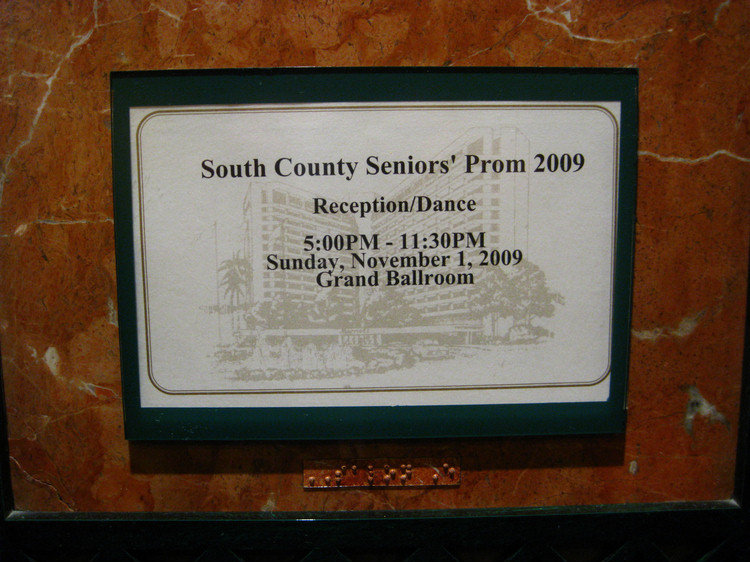 South County Seniors' Prom 2009
Reception/Dance
5:00PM - 11:30PM
Sunday, November 1, 2009
Grand Ballroom